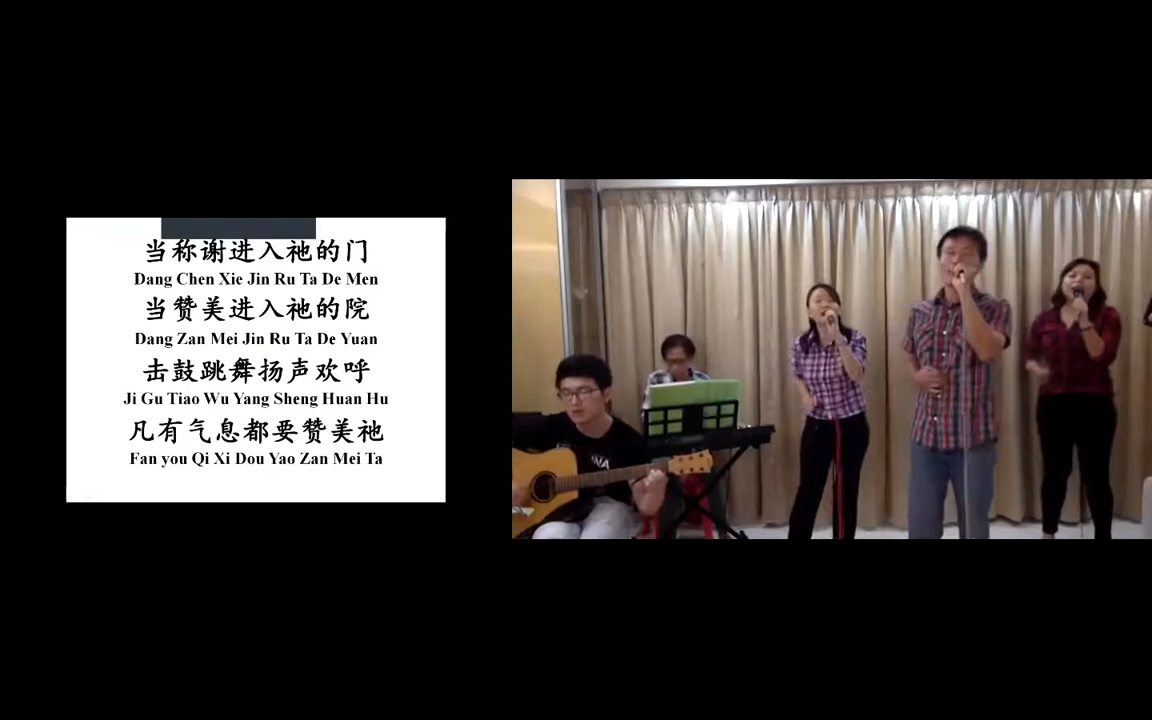 当称谢进入祂的门
Dang Chen Xie Jin Ru Ta De Men
当赞美进入祂的院
Dang Zan Mei Jin Ru Ta De Yuan
击鼓跳舞扬声欢呼
Ji Gu Tiao Wu Yang Sheng Huan Hu
凡有气息都要赞美祂
Fan you Qi Xi Dou Yao Zan Mei Ta